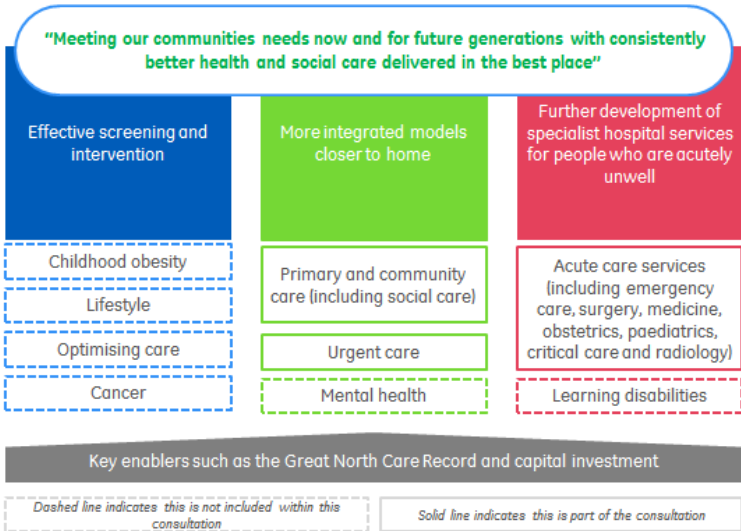 “Meeting our communities needs now and for future generations with consistently
better health and social care delivered in the best place”
Effective screening and
intervention
Childhood obesity
Lifestyle
Optimising care
Cancer
More integrated models
closer to home
Primary and community
care (including social care)
Urgent care
Mental health
Further development of
specialist hospital services
for people who are acutely
unwell
Acute care services
(including emergency
care, surgery, medicine,
obstetrics, paediatrics,
critical care and radiology)
Learning disabilities
Key enablers such as the Great North Care Record and capital investment
Dashed line indicates this is not included within this
consultation
Solid line indicates this is part of the consultation